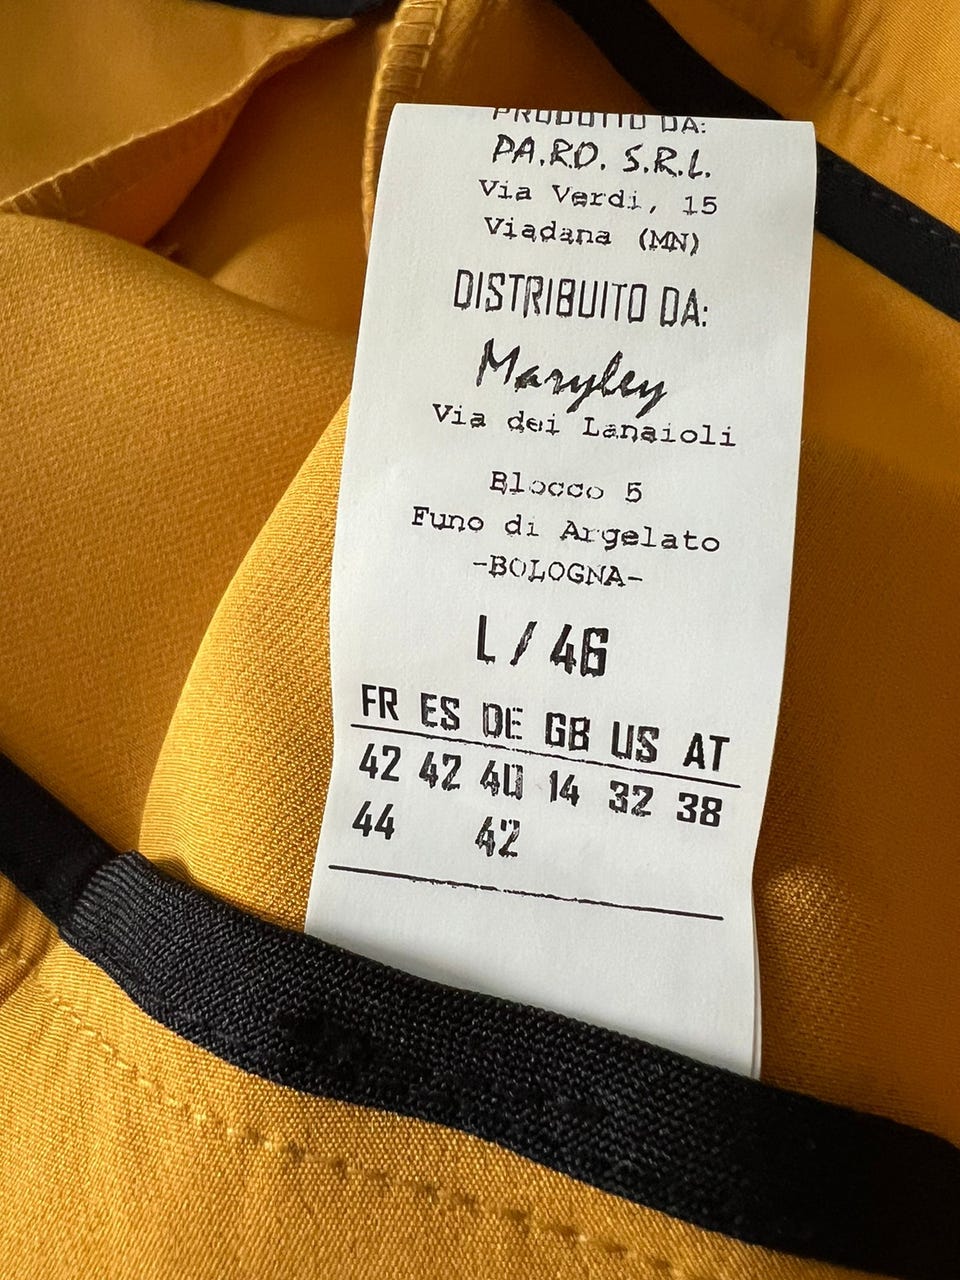 PRODOTTO DA:
PA.RO. S.R.L.
Via Verdi, 15
Viadana (MN)
DISTRIBUITO DA:
Maryley
Via dei Lanaioli
Blocco 5
Funo di Argelato
-BOLOGNA-
L / 46
FR ES DE GB US AT
42 42 40 14 32 38
44 42